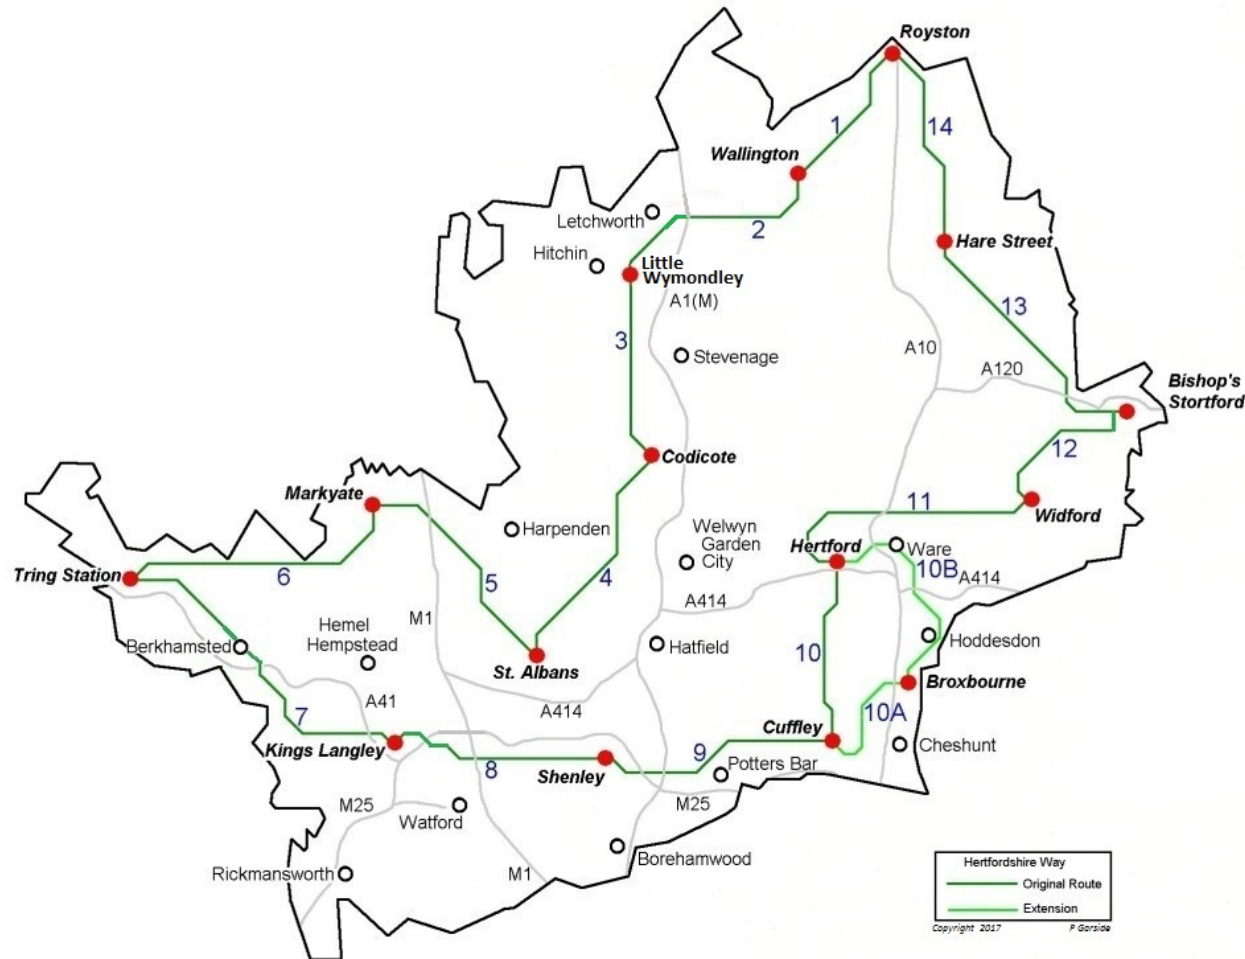 Royston
1
14
Wallington
Letchworth
2
Hare Street
Hitchin
Little
Wymondley
A1(M)
13
3
A10
Stevenage
A120
Bishop's
Stortford
12
Codicote
Markyate
11
Widford
Harpenden
Welwyn
Garden
City
Hertford
Ware
10B
Tring Station
6
5
4
A414
A414
M1
Hemel
Hempstead
Berkhamsted
Hatfield
Hoddesdon
10
St. Albans
Broxbourne
A41
A414
10A
7
Cuffley
Kings Langley
9
Cheshunt
8
Shenley
Potters Bar
M25
M25
Watford
Borehamwood
Rickmansworth
M1
Hertfordshire Way
Original Route
Extension
Copyright 2017
P Garside